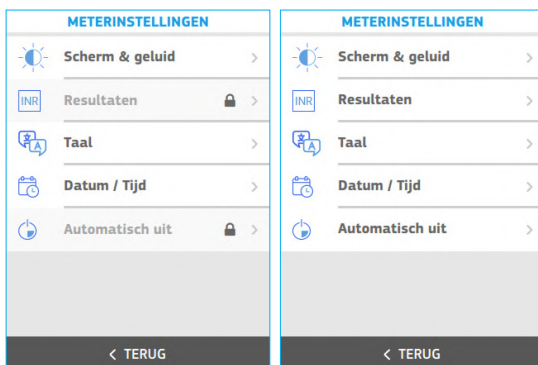 METERINSTELLINGEN
Scherm & geluid
INR Resultaten
A Taal
Datum / Tijd
Automatisch uit
< TERUG
METERINSTELLINGEN
Scherm & geluid
INR Resultaten
A Taal
Datum / Tijd
Automatisch uit
< TERUG